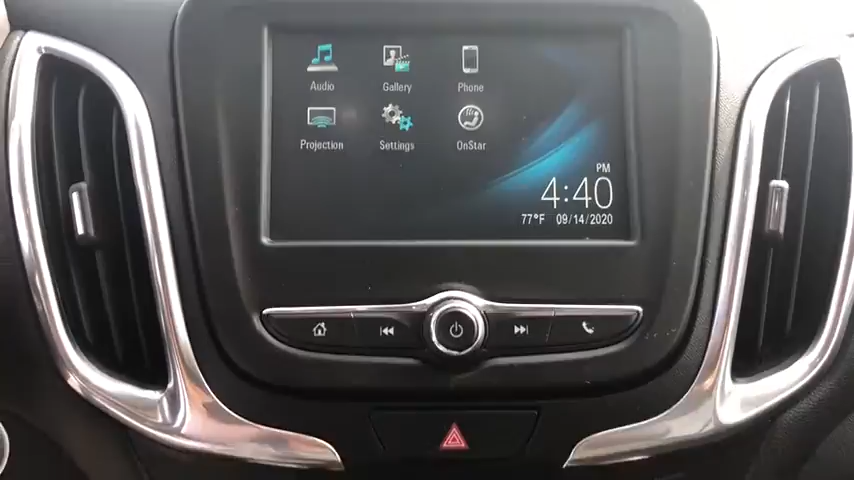 Audio
Gallery
Phone
Projection
Settings
OnStar
PM
4:40
77°F 09/14/2020